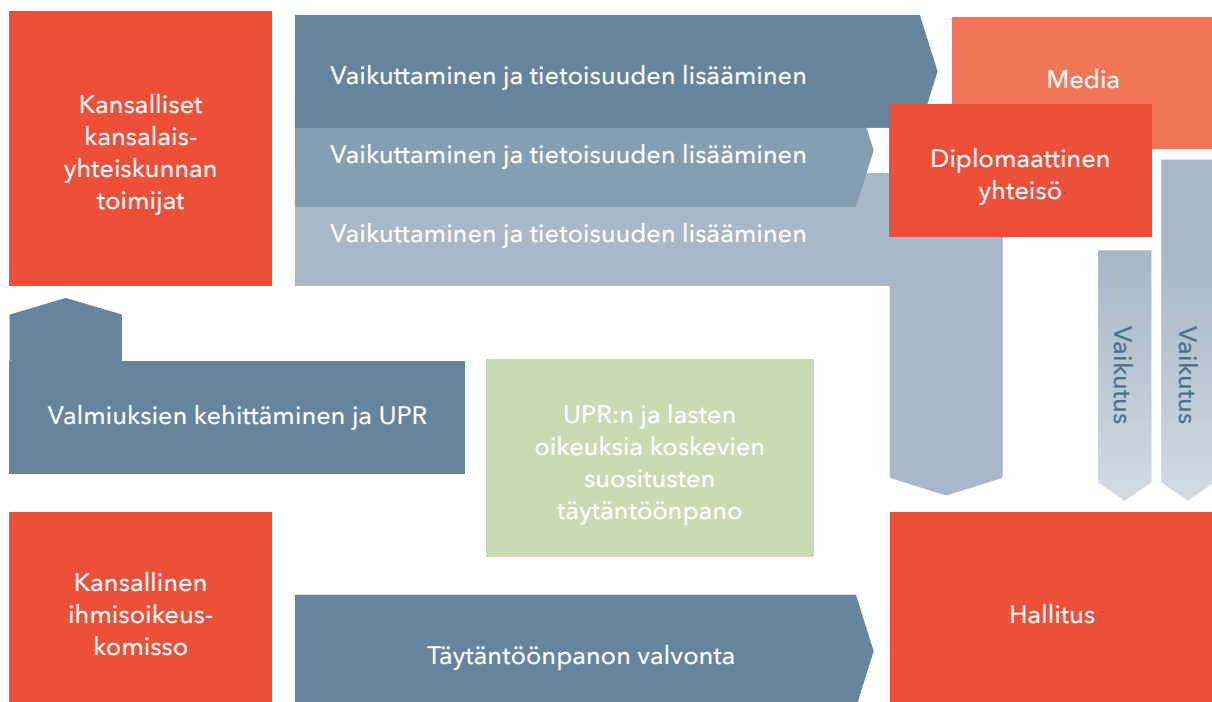 Kansalliset
kansalais-
yhteiskunnan
toimijat
Vaikuttaminen ja tietoisuuden lisääminen
Vaikuttaminen ja tietoisuuden lisääminen
Vaikuttaminen ja tietoisuuden lisääminen
Media
Diplomaattinen
yhteisö
Vaikutus
Vaikutus
Valmiuksien kehittäminen ja UPR
UPR:n ja lasten
oikeuksia koskevien
suositusten
täytäntöönpano
Kansallinen
ihmisoikeus-
komisso
Täytäntöönpanon valvonta
Hallitus